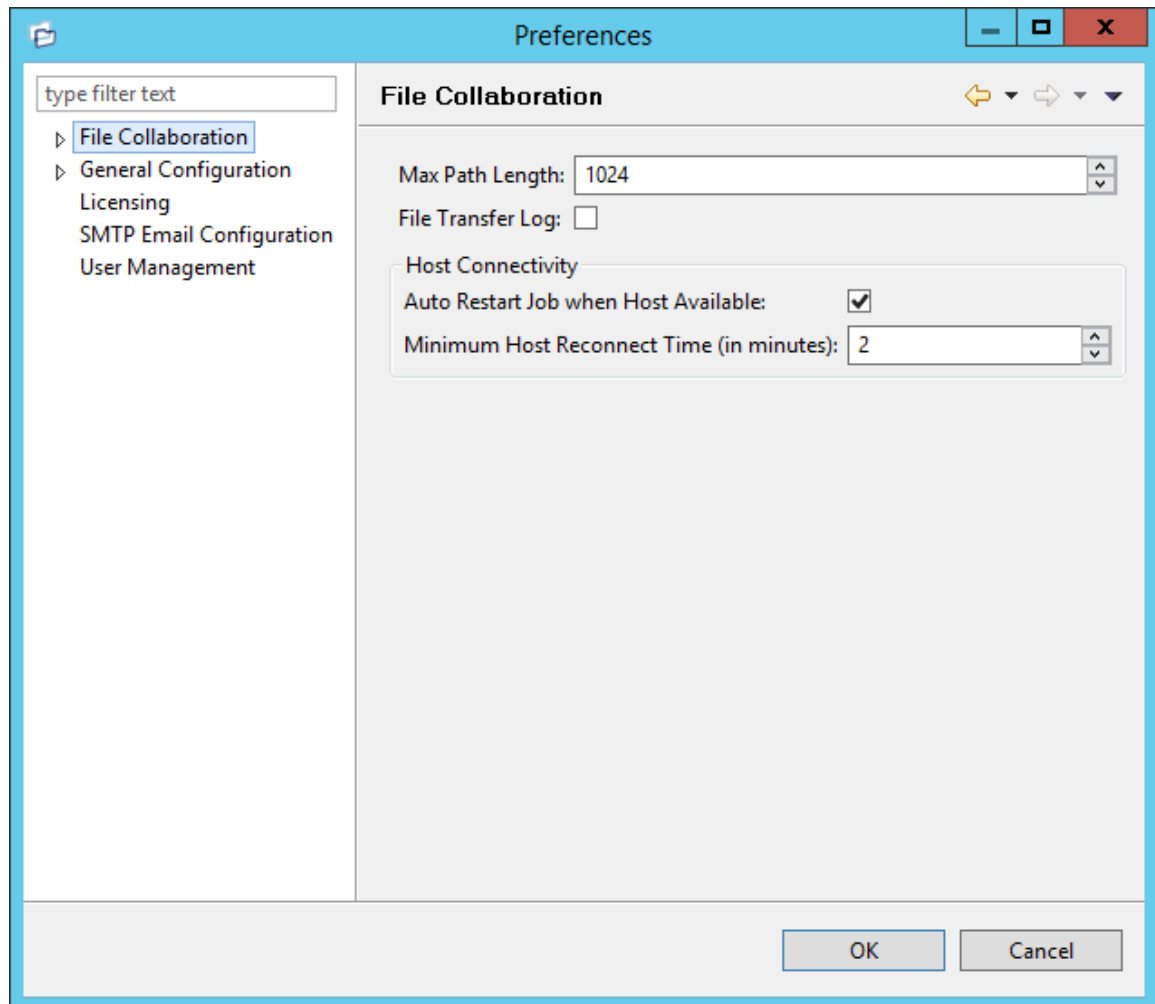 Preferences
type filter text
File Collaboration
General Configuration
Licensing
SMTP Email Configuration
User Management
File Collaboration
Max Path Length: 1024
File Transfer Log:
Host Connectivity
Auto Restart Job when Host Available:
Minimum Host Reconnect Time (in minutes): 2
OK Cancel